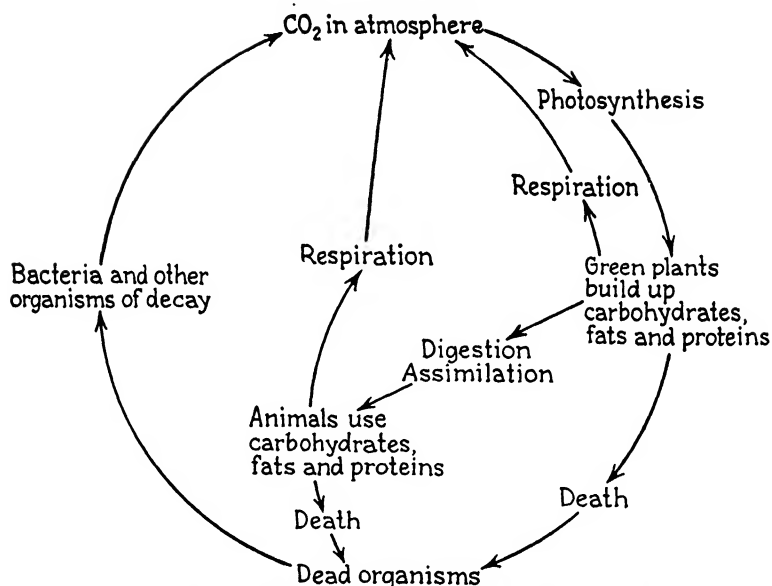 CO₂ in atmosphere
Photosynthesis
Respiration
Respiration
Bacteria and other
organisms of decay
Green plants
build up
carbohydrates,
fats and proteins
Digestion
Assimilation
Animals use
carbohydrates,
fats and proteins
Death
Death
Dead organisms